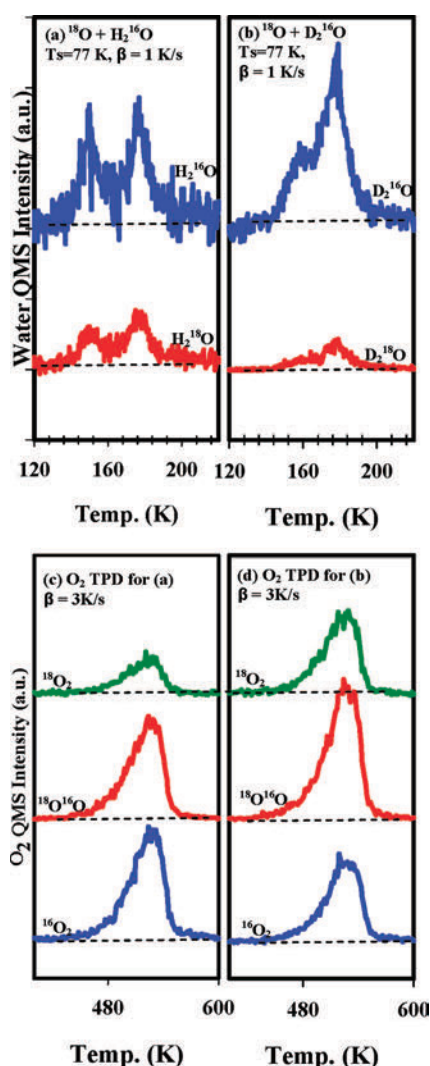 (a) ¹⁸O + H₂¹⁶O
Ts=77 K, β = 1 K/s
(b) ¹⁸O + D₂¹⁶O
Ts=77 K,
β = 1 K/s
Water QMS Intensity (a.u.)
H₂¹⁶O
D₂¹⁶O
H₂¹⁸O
D₂¹⁸O
120 160 200 120 160 200
Temp. (K) Temp. (K)
(c) O₂ TPD for (a)
β = 3K/s
(d) O₂ TPD for (b)
β = 3K/s
O₂ QMS Intensity (a.u.)
¹⁸O₂
¹⁸O₂
¹⁸O¹⁶O
¹⁸O¹⁶O
¹⁶O₂
¹⁶O₂
480 600 480 600
Temp. (K) Temp. (K)